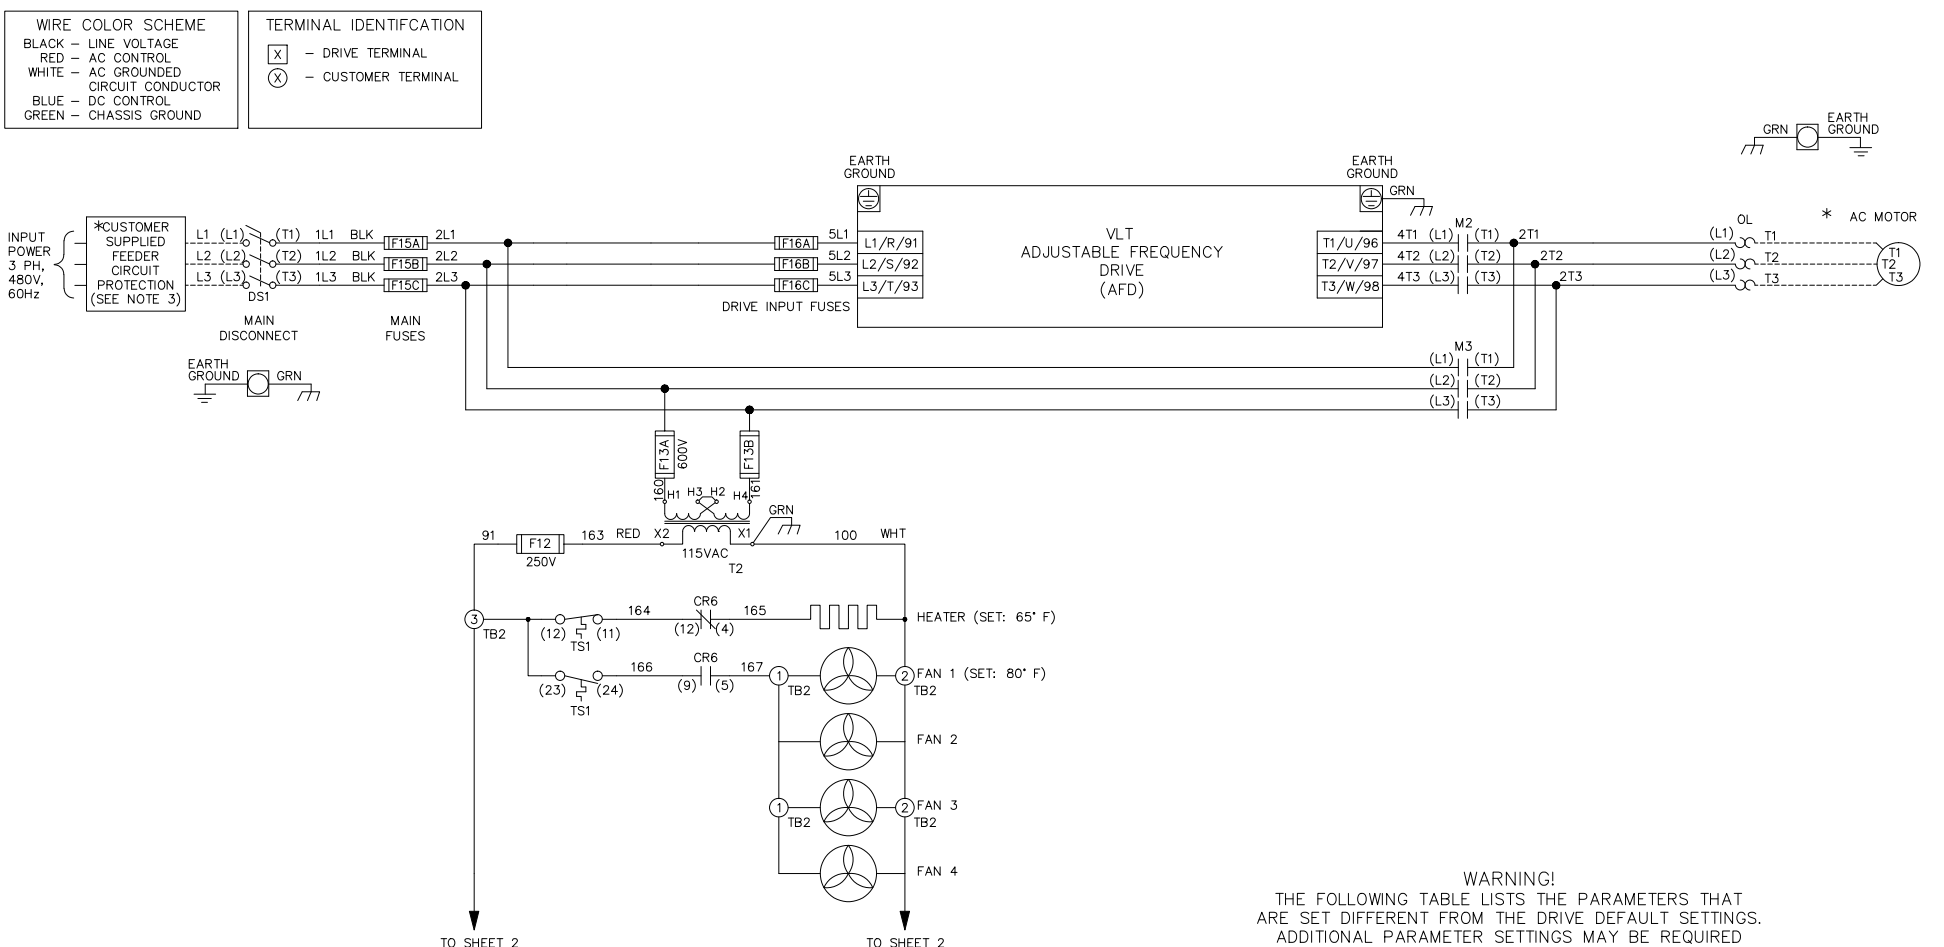 WIRE COLOR SCHEME
BLACK – LINE VOLTAGE
RED – AC CONTROL
WHITE – AC GROUNDED
CIRCUIT CONDUCTOR
BLUE – DC CONTROL
GREEN – CHASSIS GROUND
TERMINAL IDENTIFCATION
X – DRIVE TERMINAL
X – CUSTOMER TERMINAL
GRN
EARTH
GROUND
INPUT
POWER
3 PH,
480V,
60Hz
*CUSTOMER
SUPPLIED
FEEDER
CIRCUIT
PROTECTION
(SEE NOTE 3)
L1 (L1) (T1) 1L1 BLK F15A 2L1
L2 (L2) (T2) 1L2 BLK F15B 2L2
L3 (L3) (T3) 1L3 BLK F15C 2L3
DS1
MAIN
DISCONNECT
MAIN
FUSES
EARTH
GROUND
GRN
F16A 5L1
F16B 5L2
F16C 5L3
DRIVE INPUT FUSES
EARTH
GROUND
L1/R/91
L2/S/92
L3/T/93
VLT
ADJUSTABLE FREQUENCY
DRIVE
(AFD)
EARTH
GROUND
GRN
T1/U/96
T2/V/97
T3/W/98
M2
4T1 (L1) (T1) 2T1
4T2 (L2) (T2) 2T2
4T3 (L3) (T3) 2T3
OL
(L1) T1
(L2) T2
(L3) T3
* AC MOTOR
T1
T2
T3
M3
(L1) (T1)
(L2) (T2)
(L3) (T3)
F13A
600V
F13B
160
161
H1 H3 H2 H4
GRN
91 F12 163 RED X2 X1 100 WHT
250V
115VAC
T2
3
TB2
(12) (11) 164 CR6 (12) (4) 165
TS1
HEATER (SET: 65° F)
(23) (24) 166 CR6 (9) (5) 167
TS1
1
TB2
2
TB2
FAN 1 (SET: 80° F)
FAN 2
1
TB2
2
TB2
FAN 3
FAN 4
TO SHEET 2
TO SHEET 2
WARNING!
THE FOLLOWING TABLE LISTS THE PARAMETERS THAT
ARE SET DIFFERENT FROM THE DRIVE DEFAULT SETTINGS.
ADDITIONAL PARAMETER SETTINGS MAY BE REQUIRED